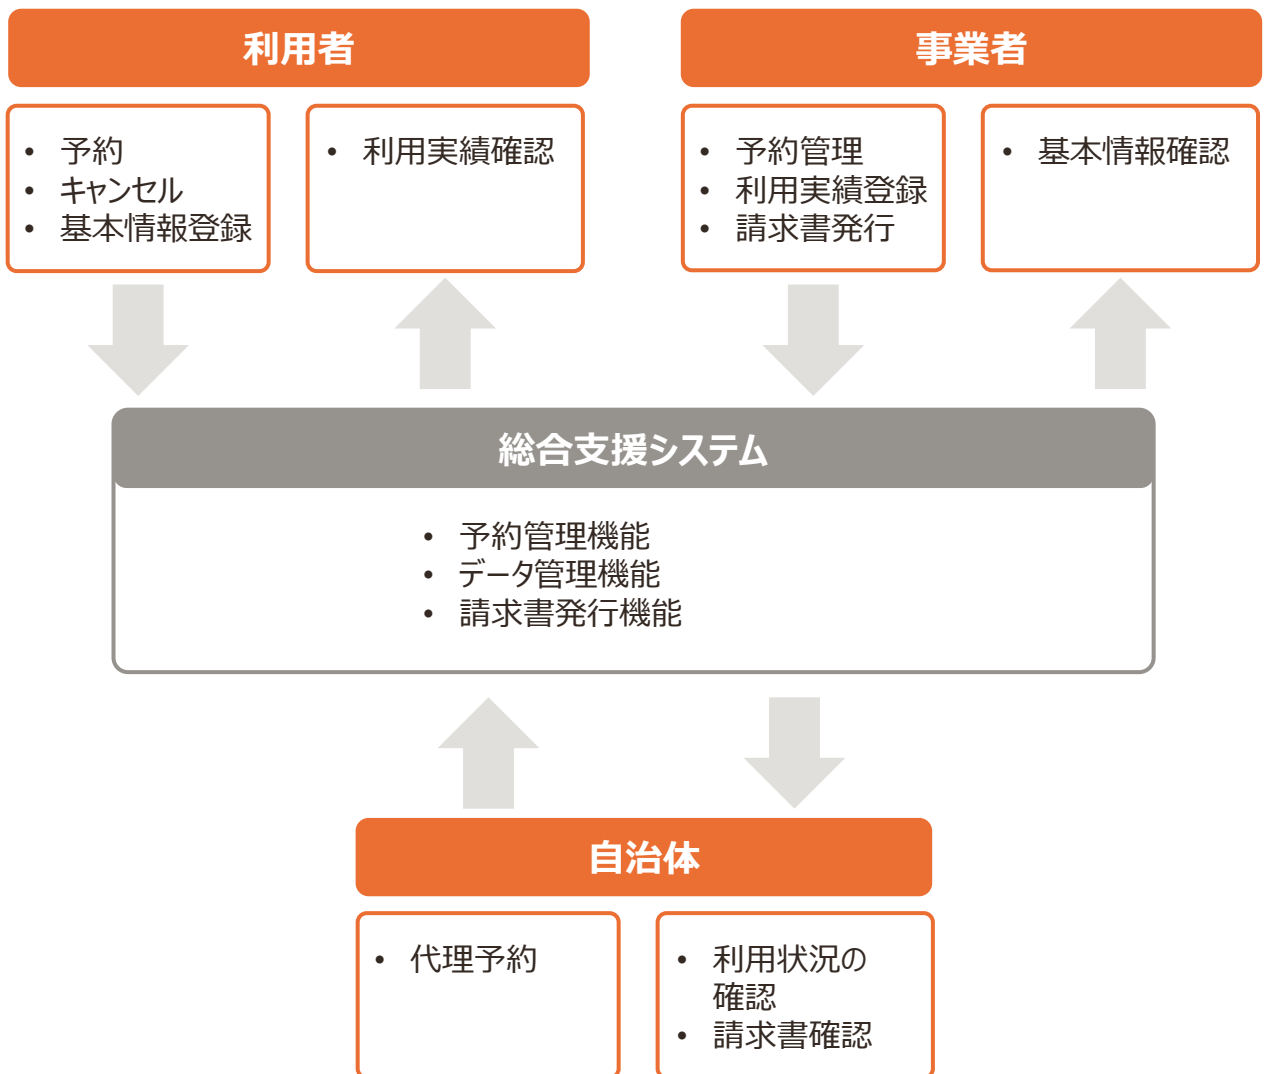 利用者
事業者
• 予約
• キャンセル
• 基本情報登録
• 利用実績確認
• 予約管理
• 利用実績登録
• 請求書発行
• 基本情報確認
総合支援システム
• 予約管理機能
• データ管理機能
• 請求書発行機能
自治体
• 代理予約
• 利用状況の
確認
• 請求書確認